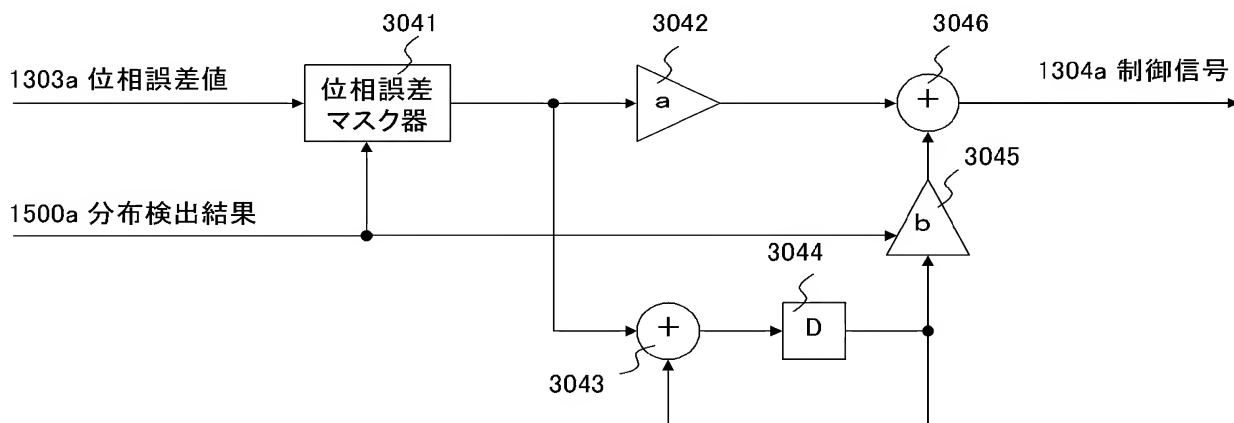 3041
3042
3046
1303a 位相誤差値
位相誤差
マスク器
a
+
1304a 制御信号
3045
1500a 分布検出結果
b
3044
+
D
3043